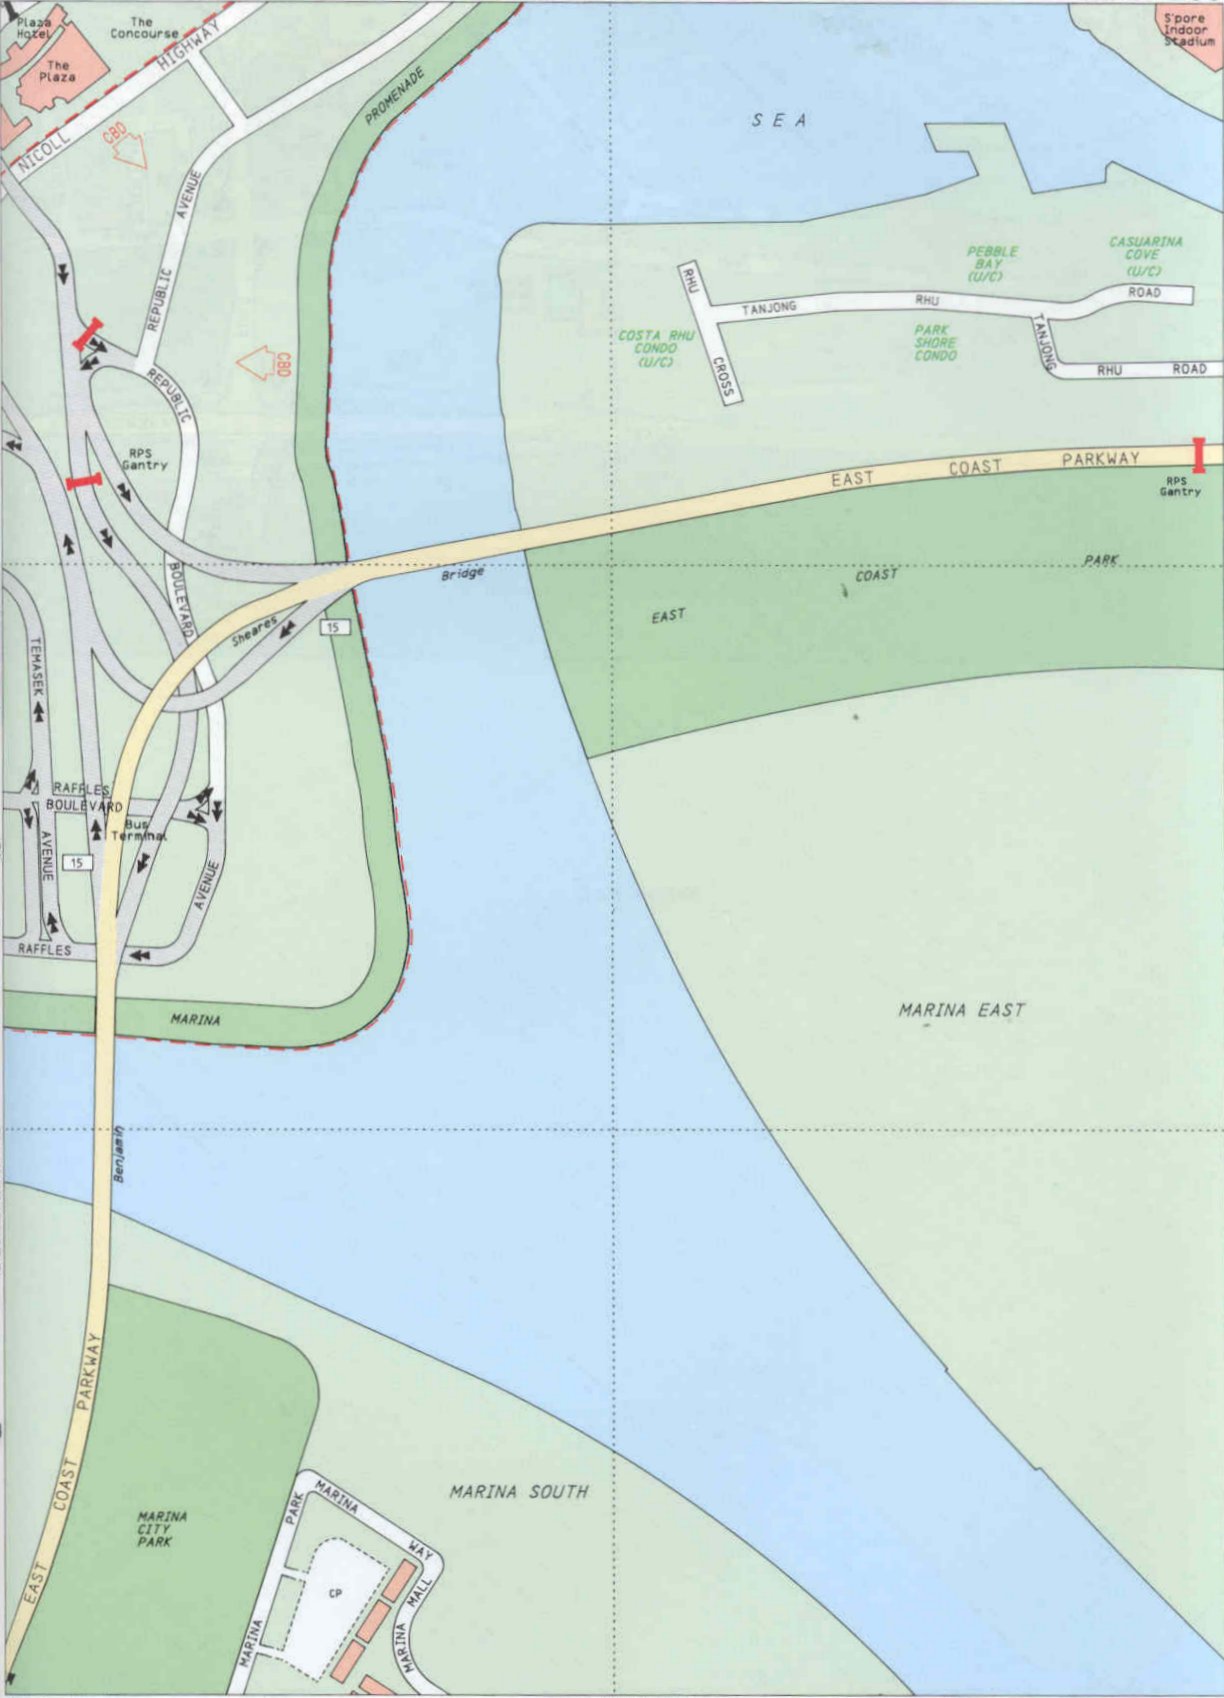 Plaza
Hotel
The
Concourse
The
Plaza
NICOLL
HIGHWAY
CBD
PROMENADE
SEA
S'pore
Indoor
Stadium
REPUBLIC
AVENUE
CBD
REPUBLIC
BOULEVARD
RPS
Gantry
RHU
CROSS
TANJONG
RHU
ROAD
PEBBLE
BAY
(U/C)
CASUARINA
COVE
(U/C)
COSTA RHU
CONDO
(U/C)
PARK
SHORE
CONDO
TANJONG
RHU
ROAD
EAST
COAST
PARKWAY
RPS
Gantry
Sheares
Bridge
15
EAST
COAST
PARK
TEMASEK
AVENUE
RAFFLES
BOULEVARD
Bus
Terminal
15
RAFFLES
AVENUE
MARINA
MARINA EAST
Benjamin
EAST
COAST
PARKWAY
MARINA
CITY
PARK
MARINA SOUTH
MARINA
PARK
MARINA
WAY
CP
MARINA
MALL